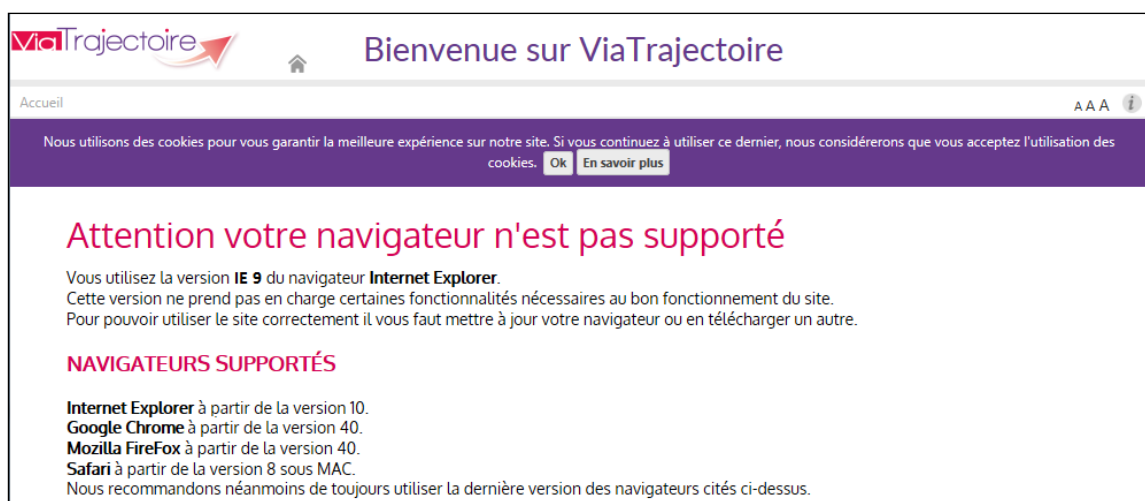 ViaTrajectoire
Bienvenue sur ViaTrajectoire
Accueil
A A A i
Nous utilisons des cookies pour vous garantir la meilleure expérience sur notre site. Si vous continuez à utiliser ce dernier, nous considérerons que vous acceptez l'utilisation des
cookies. Ok En savoir plus
Attention votre navigateur n'est pas supporté
Vous utilisez la version IE 9 du navigateur Internet Explorer.
Cette version ne prend pas en charge certaines fonctionnalités nécessaires au bon fonctionnement du site.
Pour pouvoir utiliser le site correctement il vous faut mettre à jour votre navigateur ou en télécharger un autre.
NAVIGATEURS SUPPORTÉS
Internet Explorer à partir de la version 10.
Google Chrome à partir de la version 40.
Mozilla FireFox à partir de la version 40.
Safari à partir de la version 8 sous MAC.
Nous recommandons néanmoins de toujours utiliser la dernière version des navigateurs cités ci-dessus.